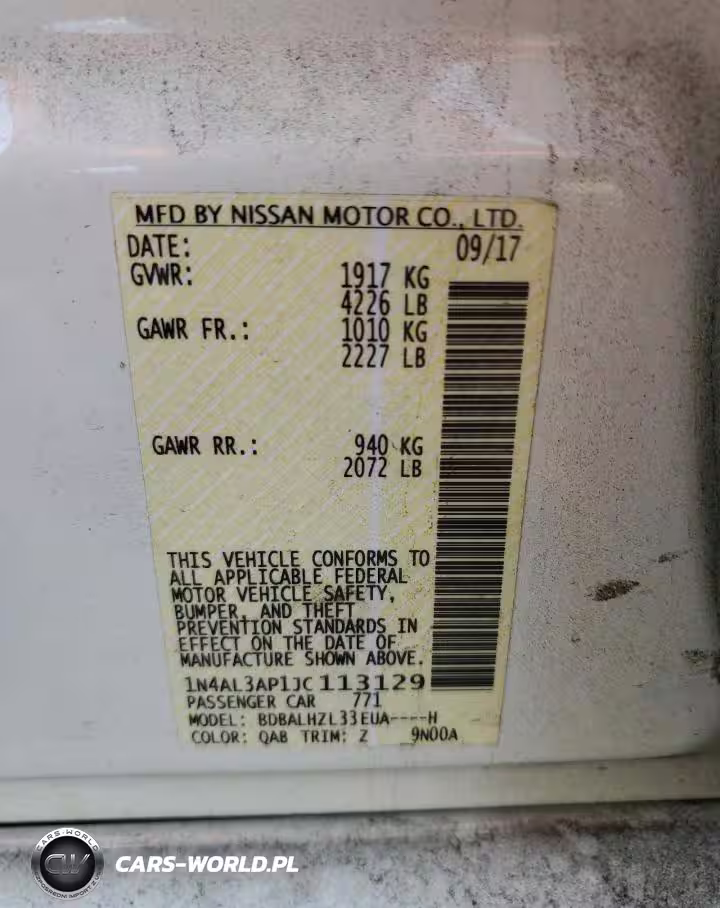 MFD BY NISSAN MOTOR CO., LTD.
DATE: 09/17
GVWR: 1917 KG
4226 LB
GAWR FR.: 1010 KG
2227 LB
GAWR RR.: 940 KG
2072 LB
THIS VEHICLE CONFORMS TO
ALL APPLICABLE FEDERAL
MOTOR VEHICLE SAFETY,
BUMPER, AND THEFT
PREVENTION STANDARDS IN
EFFECT ON THE DATE OF
MANUFACTURE SHOWN ABOVE.
1N4AL3AP1JC113129
PASSENGER CAR 771
MODEL: BDBALHZL33EUA----H
COLOR: QAB TRIM: Z 9N00A
CARS-WORLD
CW
CARS-WORLD.PL